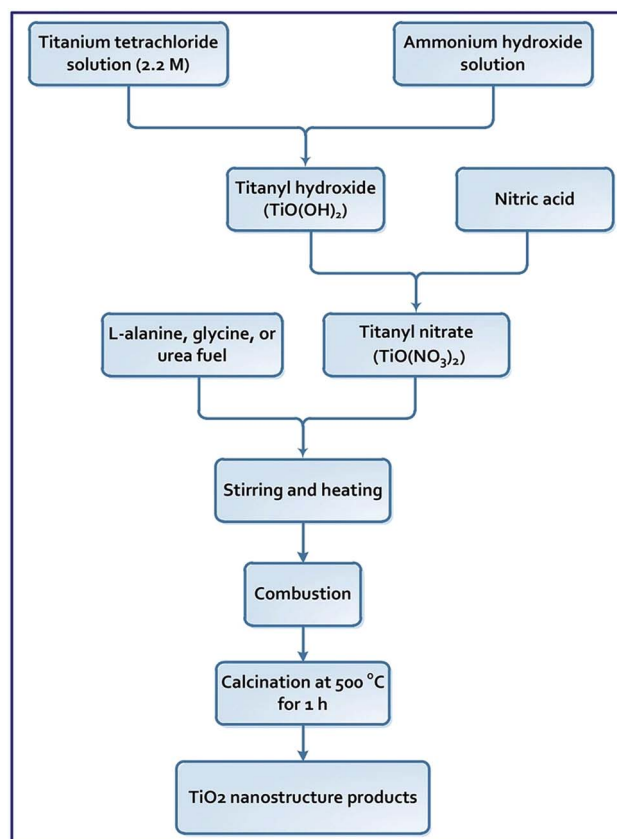 Titanium tetrachloride
solution (2.2 M)
Ammonium hydroxide
solution
Titanyl hydroxide
(TiO(OH)₂)
Nitric acid
L-alanine, glycine, or
urea fuel
Titanyl nitrate
(TiO(NO₃)₂)
Stirring and heating
Combustion
Calcination at 500 °C
for 1 h
TiO2 nanostructure products